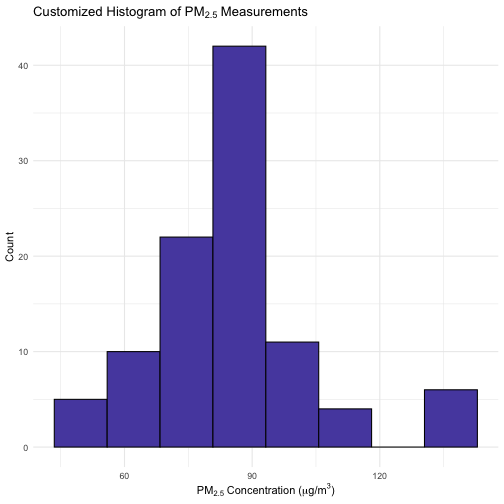 Customized Histogram of PM₂.₅ Measurements
40
30
20
10
0
Count
60 90 120
PM₂.₅ Concentration (μg/m³)